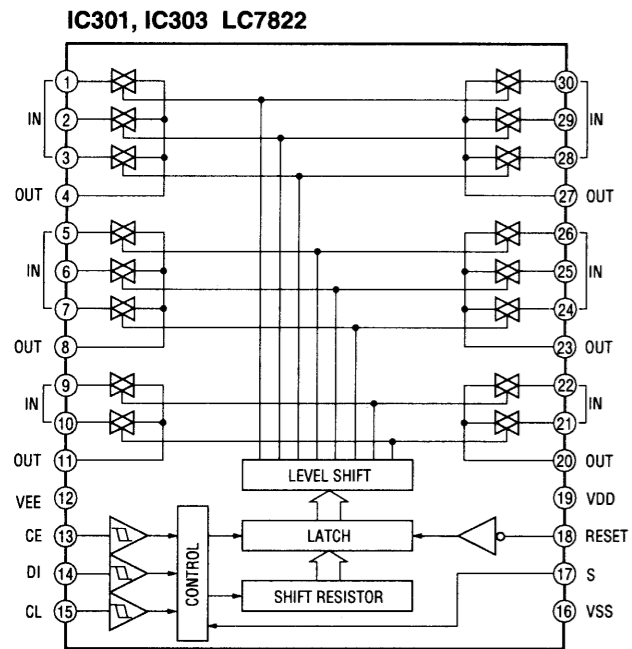 IC301, IC303 LC7822
1 30
IN 2 29 IN
3 28
OUT 4 27 OUT
5 26
IN 6 25 IN
7 24
OUT 8 23 OUT
9 22
IN IN
10 21
OUT 11 20 OUT
LEVEL SHIFT
VEE 12 19 VDD
CE 13 LATCH 18 RESET
CONTROL
DI 14 17 S
SHIFT RESISTOR
CL 15 16 VSS